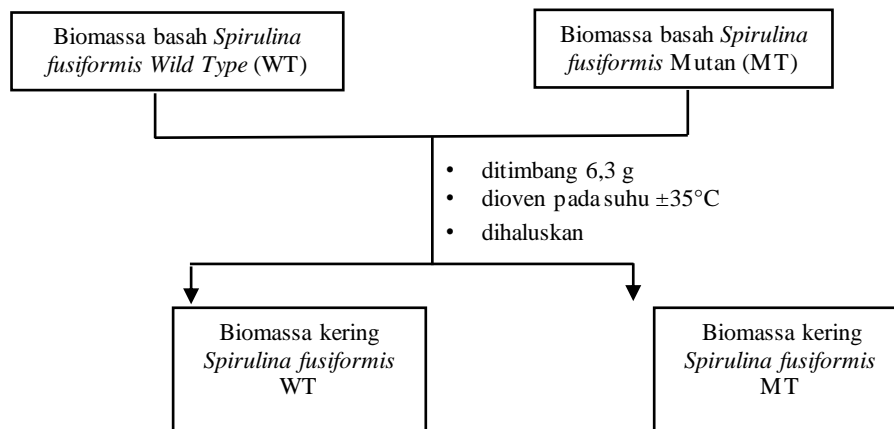 Biomassa basah Spirulina
fusiformis Wild Type (WT)
Biomassa basah Spirulina
fusiformis Mutan (MT)
• ditimbang 6,3 g
• dioven pada suhu ±35°C
• dihaluskan
Biomassa kering
Spirulina fusiformis
WT
Biomassa kering
Spirulina fusiformis
MT